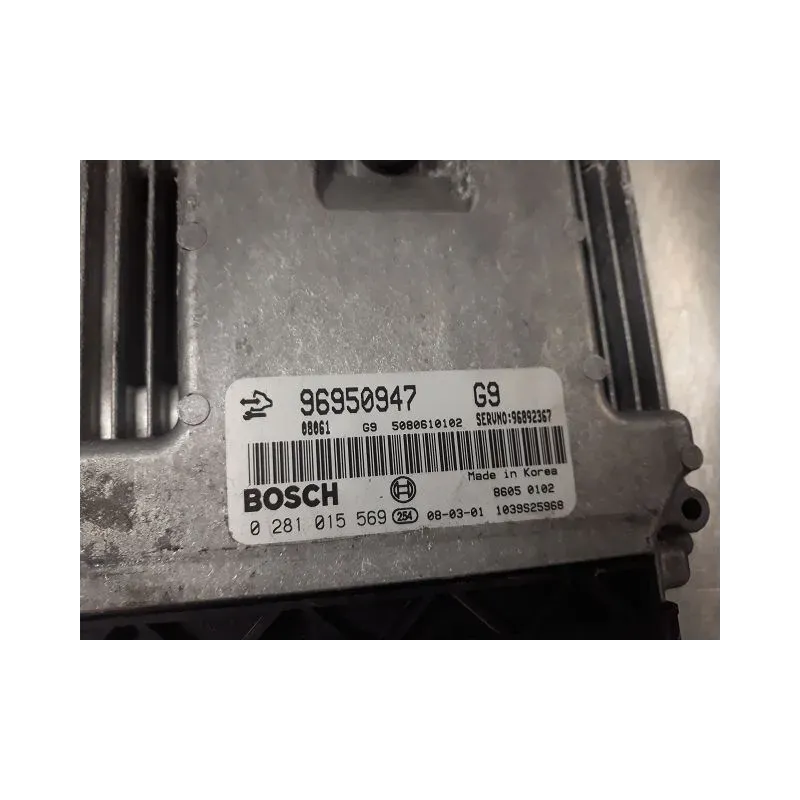 96950947 G9
08061 G9 5080610102 SERVNO:96892367
Made in Korea
BOSCH 8605 0102
0 281 015 569 254 08-03-01 1039S25968